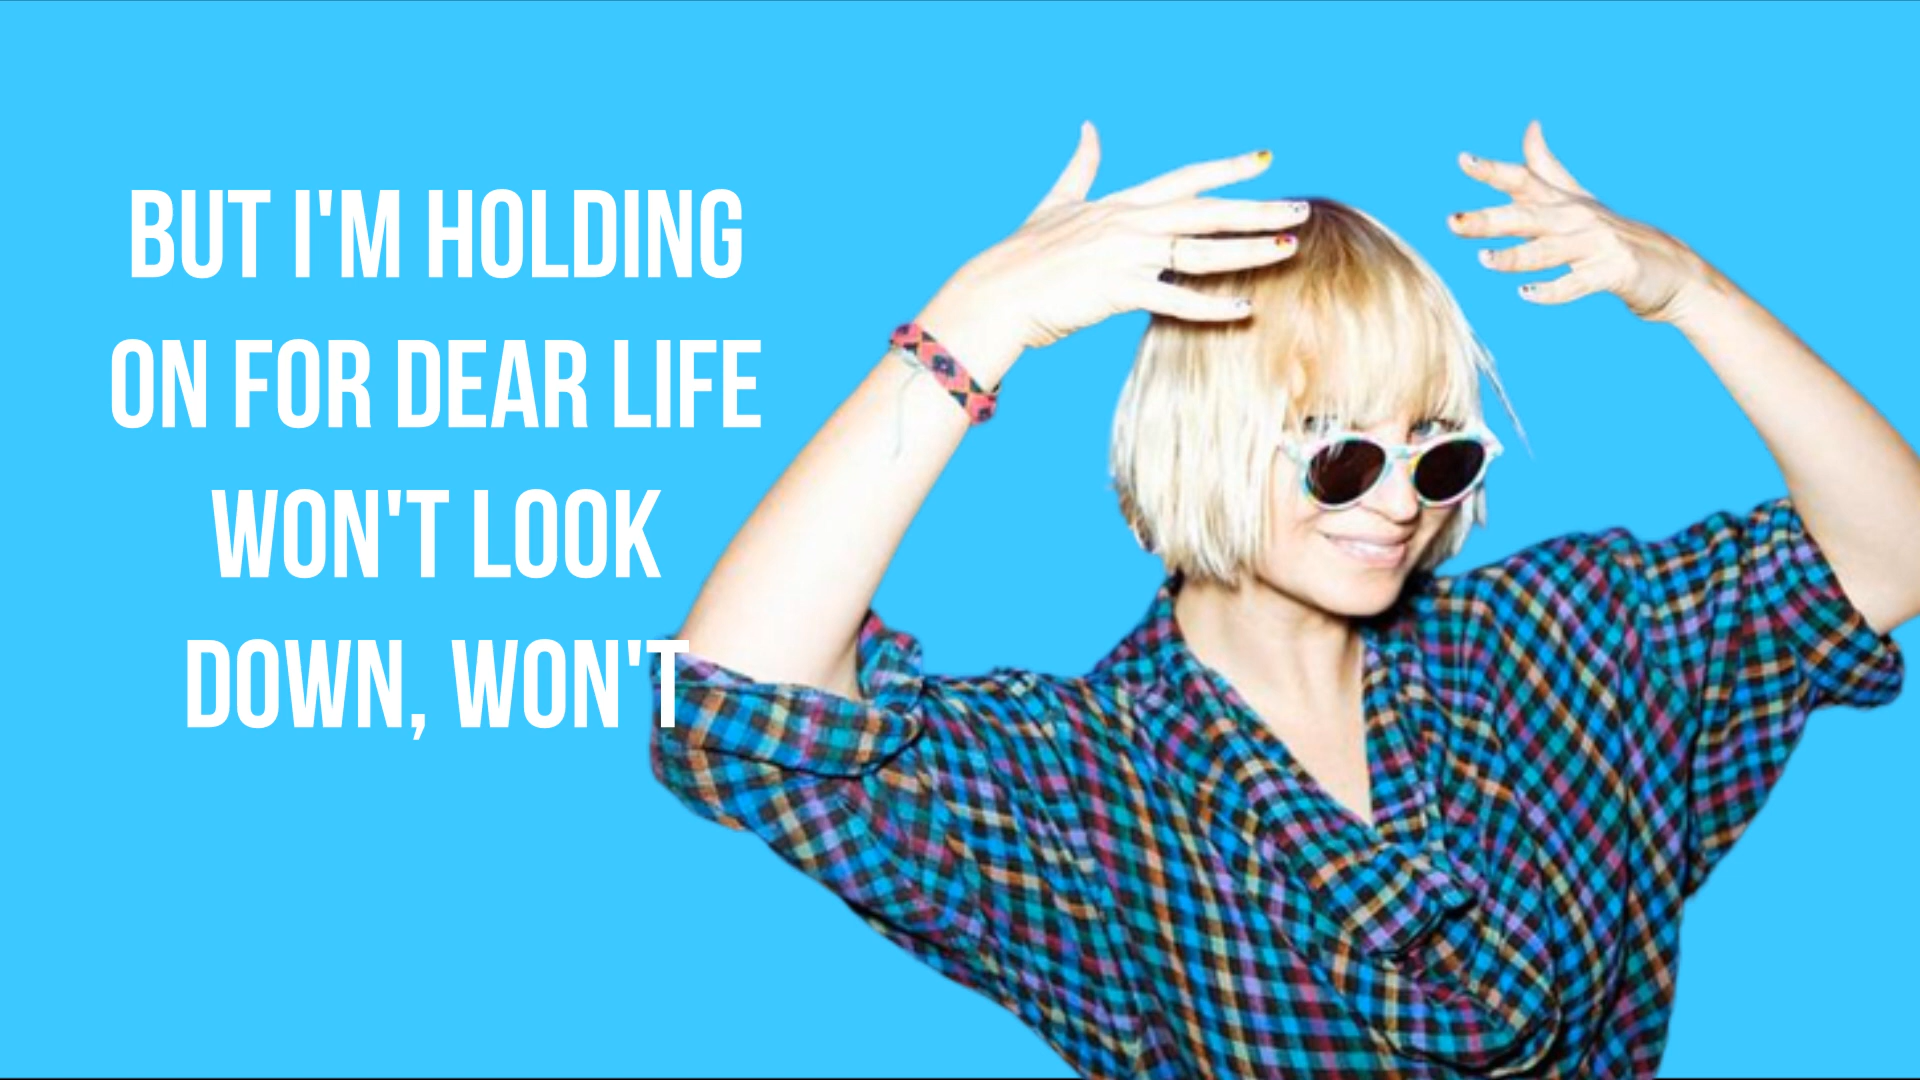 BUT I'M HOLDING
ON FOR DEAR LIFE
WON'T LOOK
DOWN, WON'T